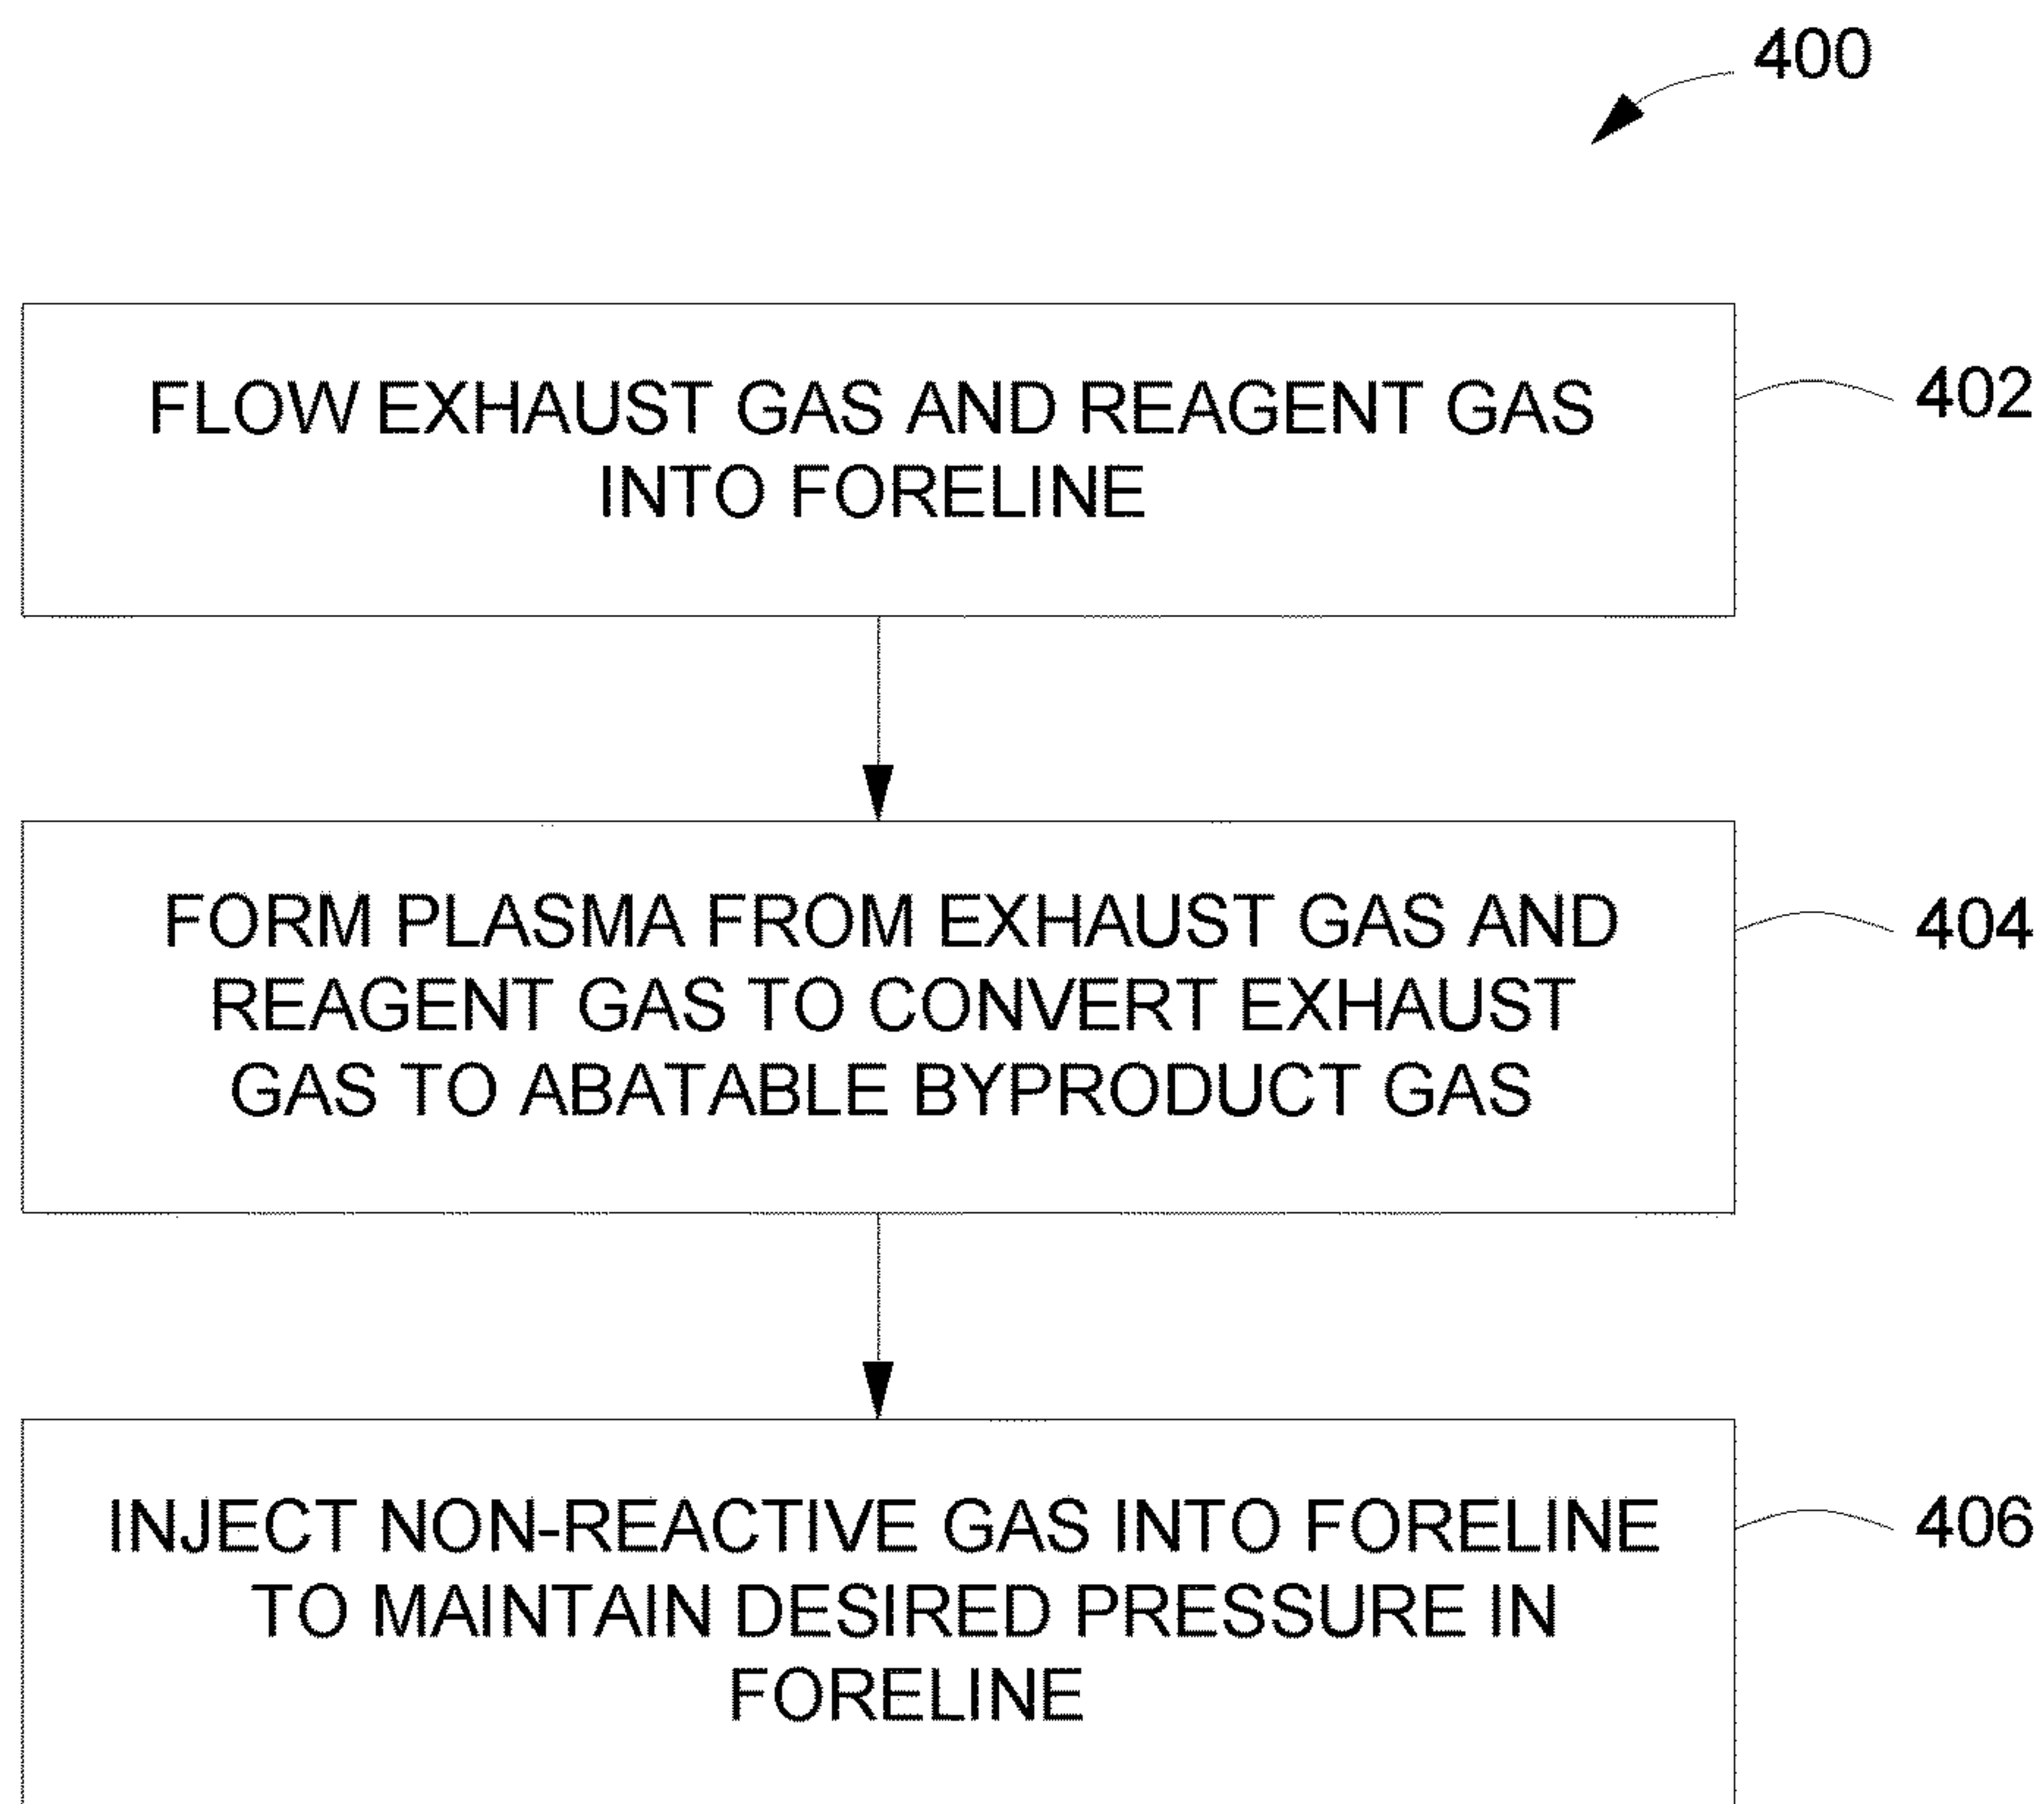 400
FLOW EXHAUST GAS AND REAGENT GAS
INTO FORELINE
402
FORM PLASMA FROM EXHAUST GAS AND
REAGENT GAS TO CONVERT EXHAUST
GAS TO ABATABLE BYPRODUCT GAS
404
INJECT NON-REACTIVE GAS INTO FORELINE
TO MAINTAIN DESIRED PRESSURE IN
FORELINE
406